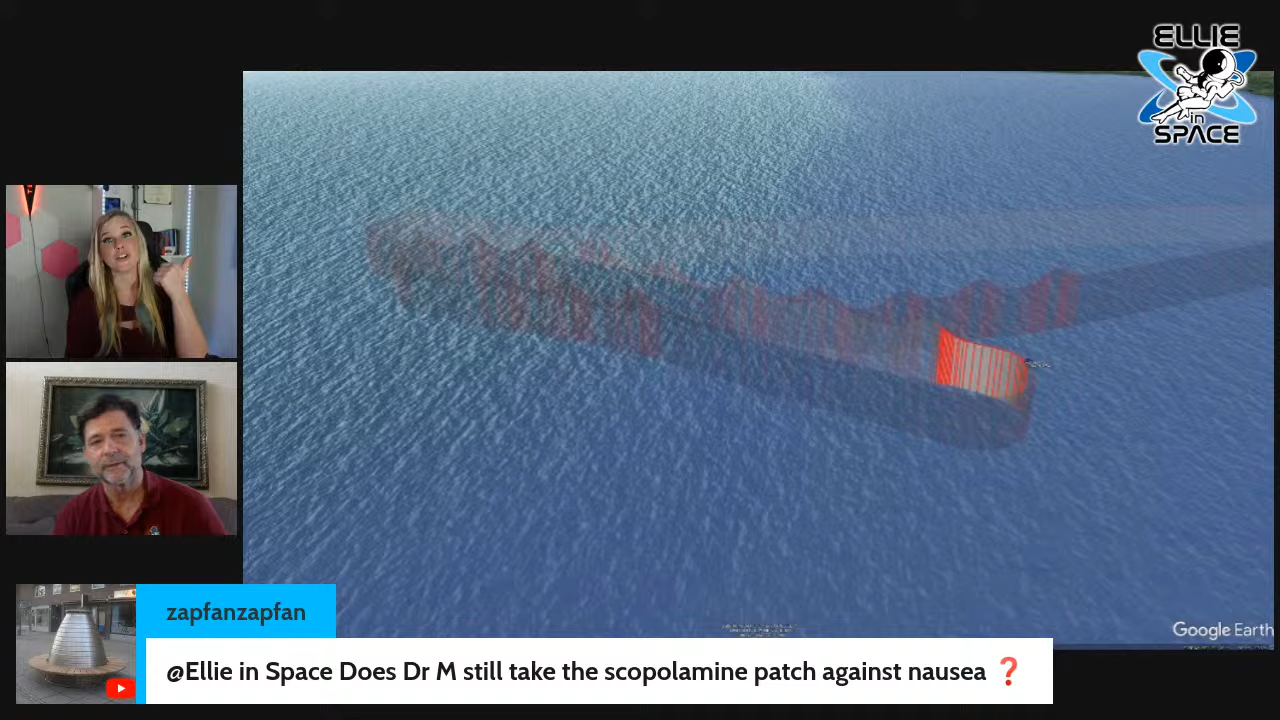 ELLIE
in
SPACE
Google Earth
zapfanzapfan
@Ellie in Space Does Dr M still take the scopolamine patch against nausea ❓